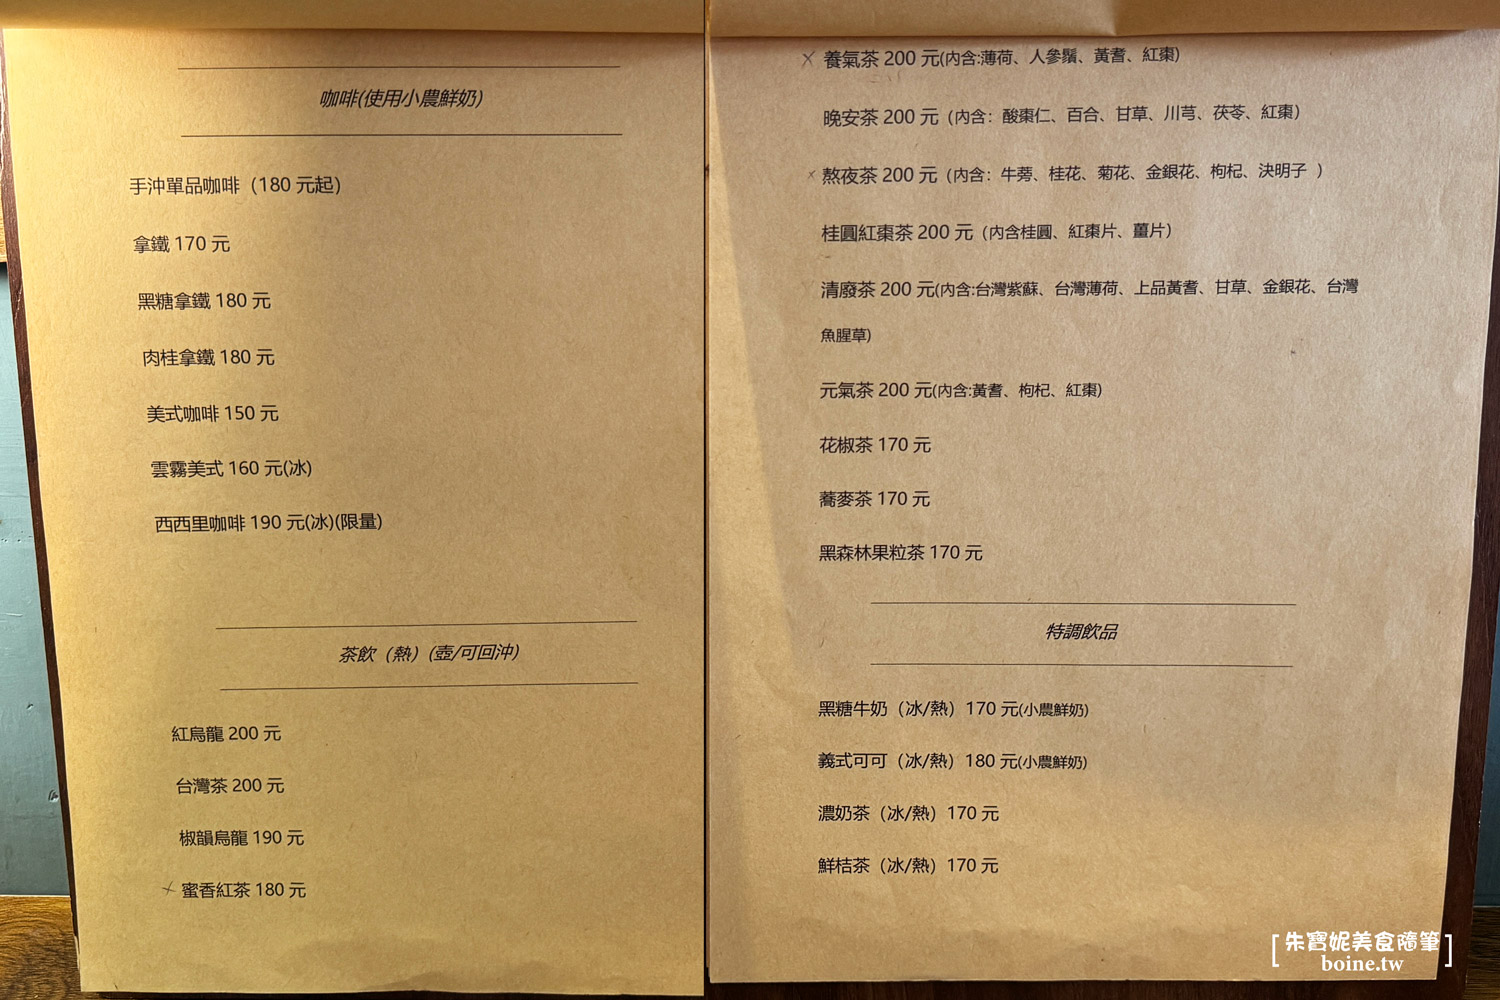 咖啡(使用小農鮮奶)
手沖單品咖啡（180 元起）
拿鐵 170 元
黑糖拿鐵 180 元
肉桂拿鐵 180 元
美式咖啡 150 元
雲霧美式 160 元(冰)
西西里咖啡 190 元(冰)(限量)
茶飲（熱）(壺/可回沖)
紅烏龍 200 元
台灣茶 200 元
椒韻烏龍 190 元
蜜香紅茶 180 元
養氣茶 200 元(內含:薄荷、人參鬚、黃耆、紅棗)
晚安茶 200 元（內含：酸棗仁、百合、甘草、川芎、茯苓、紅棗）
熬夜茶 200 元（內含：牛蒡、桂花、菊花、金銀花、枸杞、決明子 ）
桂圓紅棗茶 200 元（內含桂圓、紅棗片、薑片）
清廢茶 200 元(內含:台灣紫蘇、台灣薄荷、上品黃耆、甘草、金銀花、台灣
魚腥草)
元氣茶 200 元(內含:黃耆、枸杞、紅棗)
花椒茶 170 元
蕎麥茶 170 元
黑森林果粒茶 170 元
特調飲品
黑糖牛奶（冰/熱）170 元(小農鮮奶)
義式可可（冰/熱）180 元(小農鮮奶)
濃奶茶（冰/熱）170 元
鮮桔茶（冰/熱）170 元
朱寶妮美食隨筆
boine.tw